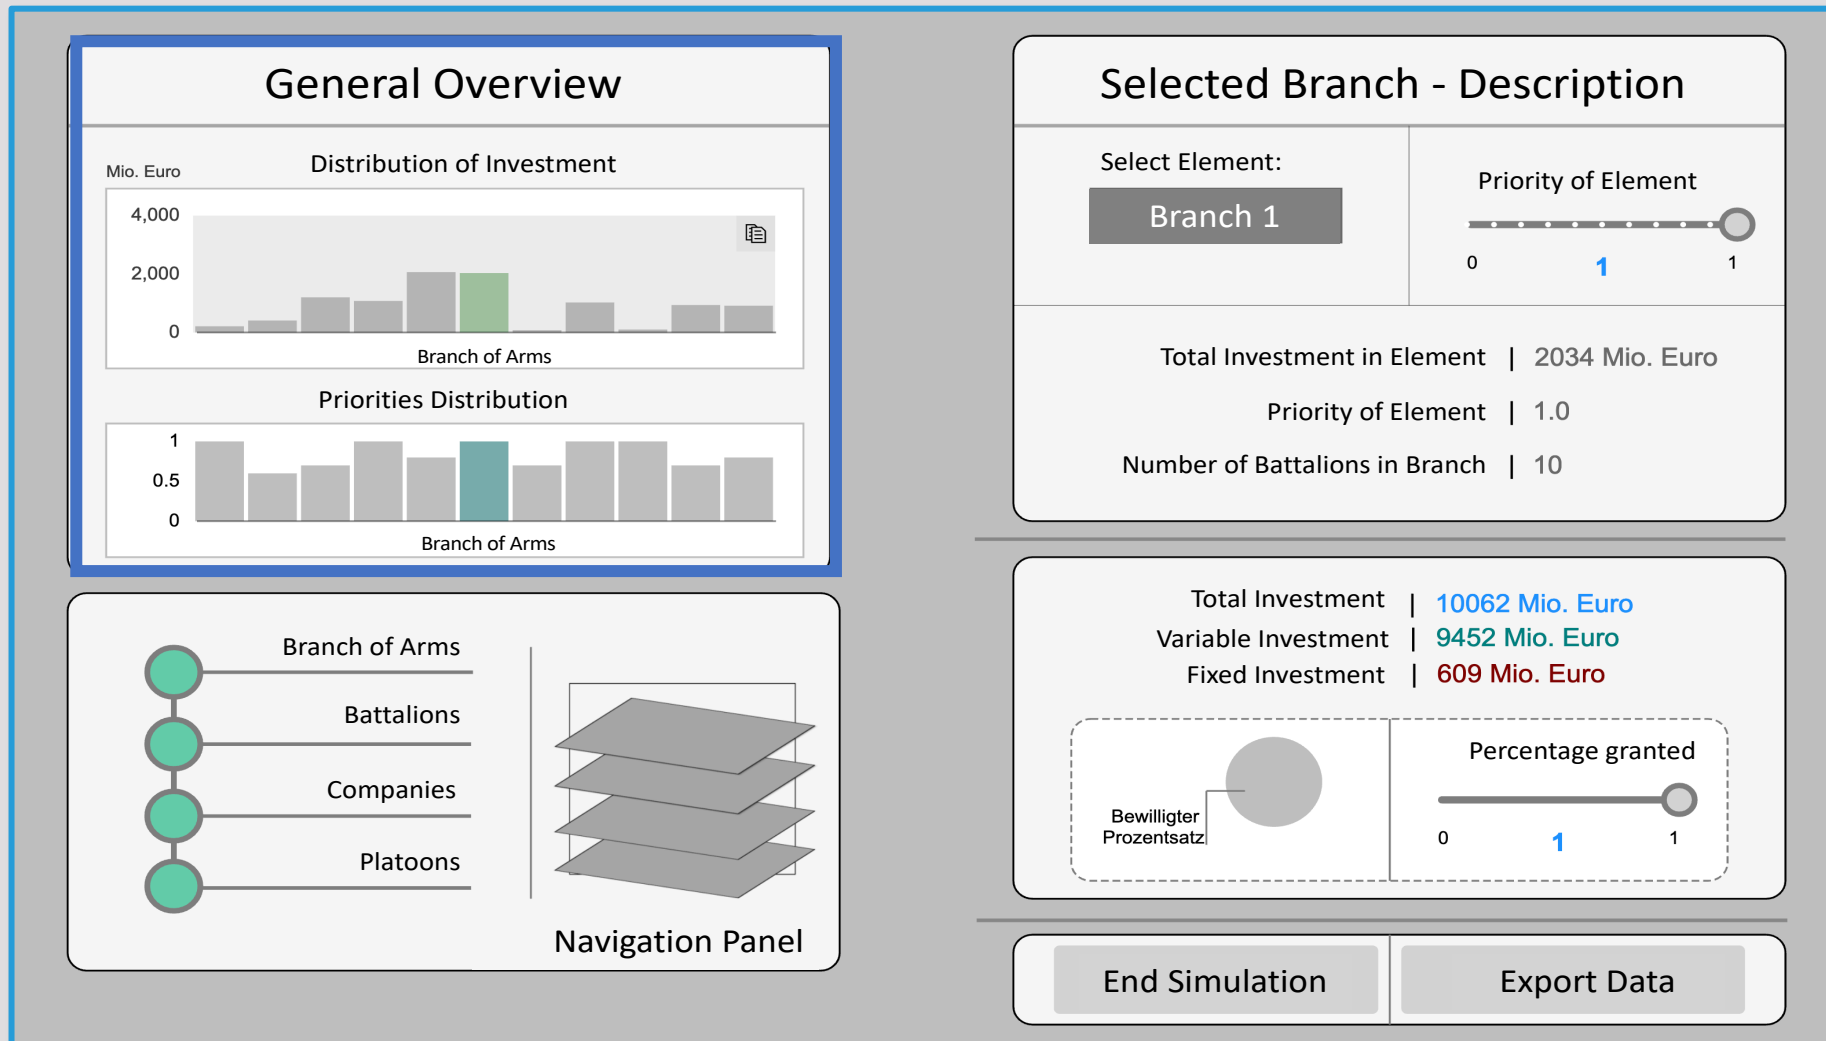 General Overview
Mio. Euro
Distribution of Investment
4,000
2,000
0
Branch of Arms
Priorities Distribution
1
0.5
0
Branch of Arms
Branch of Arms
Battalions
Companies
Platoons
Navigation Panel
Selected Branch - Description
Select Element:
Branch 1
Priority of Element
0 1 1
Total Investment in Element | 2034 Mio. Euro
Priority of Element | 1.0
Number of Battalions in Branch | 10
Total Investment | 10062 Mio. Euro
Variable Investment | 9452 Mio. Euro
Fixed Investment | 609 Mio. Euro
Bewilligter
Prozentsatz
Percentage granted
0 1 1
End Simulation
Export Data